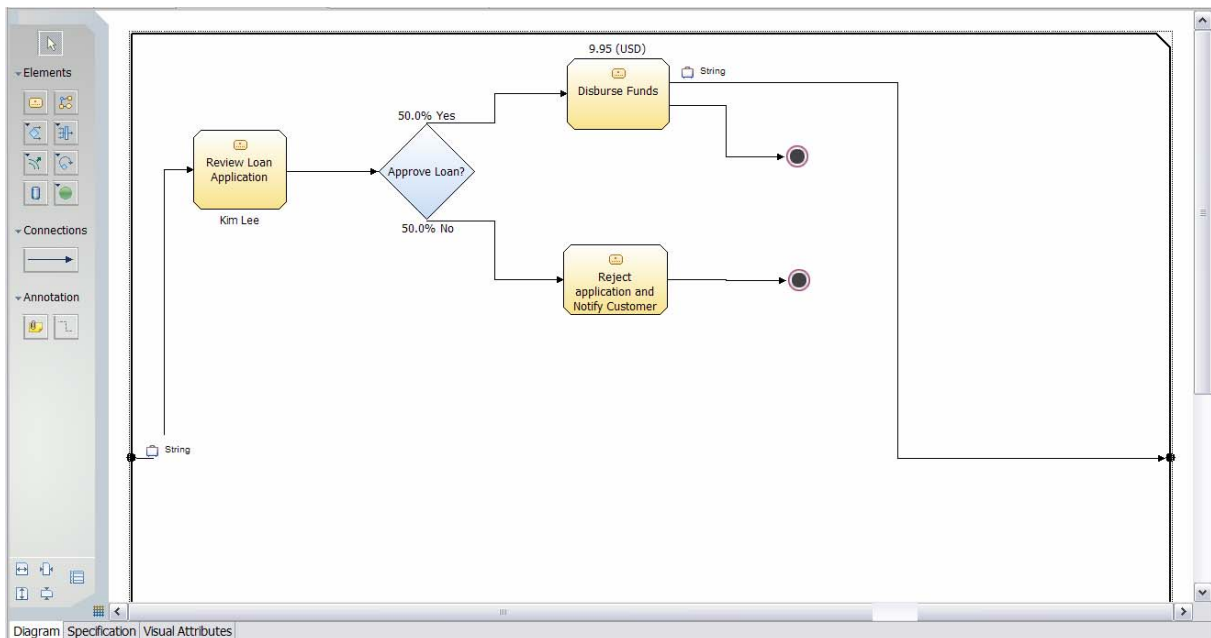 Elements
Connections
Annotation
9.95 (USD)
Disburse Funds
String
50.0% Yes
Review Loan
Application
Kim Lee
Approve Loan?
50.0% No
Reject
application and
Notify Customer
String
Diagram Specification Visual Attributes